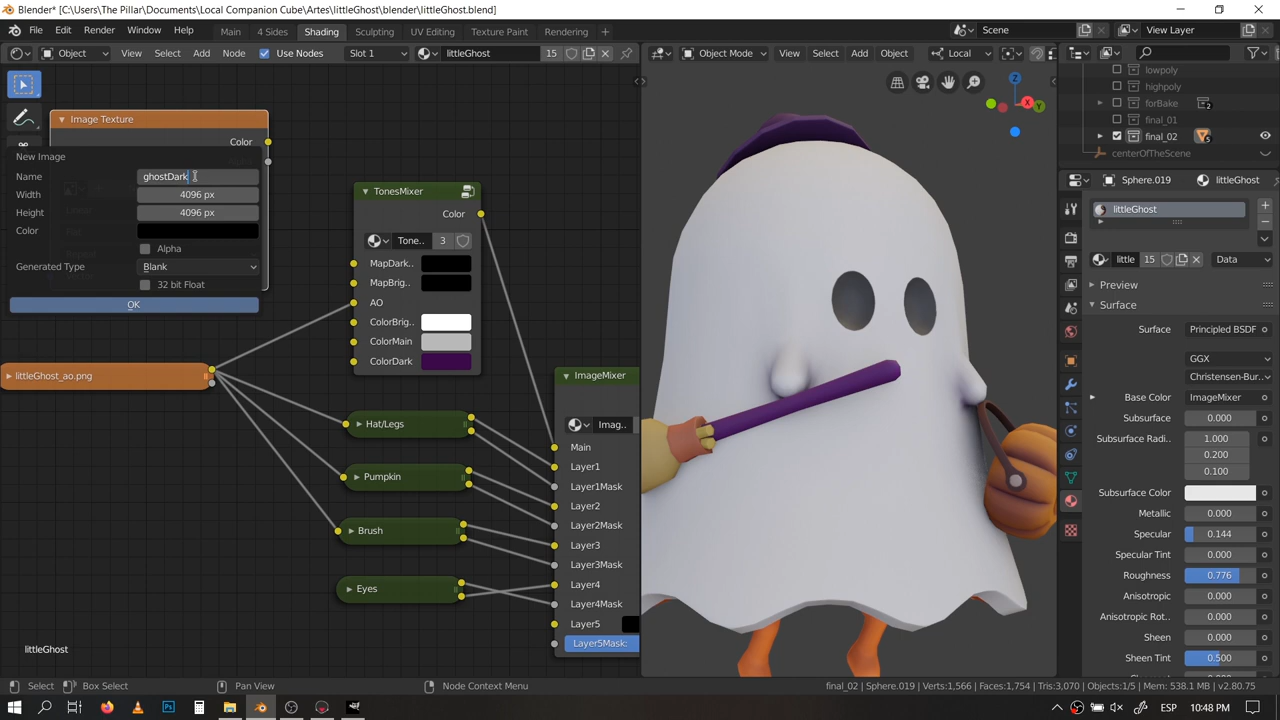 Blender* [C:\Users\The Pillar\Documents\Local Companion Cube\Artes\littleGhost\blender\littleGhost.blend]
File Edit Render Window Help Main 4 Sides Shading Sculpting UV Editing Texture Paint Rendering Scene View Layer
Object View Select Add Node Use Nodes Slot 1 littleGhost 15 Object Mode View Select Add Object Local
Image Texture
Color
New Image
Name ghostDark
Width 4096 px
Height 4096 px
Color
Alpha
Generated Type Blank
32 bit Float
OK
littleGhost_ao.png
TonesMixer
Color
Tone.. 3
MapDark..
MapBrig..
AO
ColorBrig..
ColorMain
ColorDark
Hat/Legs
Pumpkin
Brush
Eyes
ImageMixer
Imag..
Main
Layer1
Layer1Mask
Layer2
Layer2Mask
Layer3
Layer3Mask
Layer4
Layer4Mask
Layer5
Layer5Mask:
littleGhost
Z
X
Y
lowpoly
highpoly
forBake 2
final_01
final_02 5
centerOfTheScene
Sphere.019 littleGhost
littleGhost
little 15 Data
Preview
Surface
Surface Principled BSDF
GGX
Christensen-Bur..
Base Color ImageMixer
Subsurface 0.000
Subsurface Radi.. 1.000
0.200
0.100
Subsurface Color
Metallic 0.000
Specular 0.144
Specular Tint 0.000
Roughness 0.776
Anisotropic 0.000
Anisotropic Rot.. 0.000
Sheen 0.000
Sheen Tint 0.500
Select Box Select Pan View Node Context Menu final_02 | Sphere.019 | Verts:1,566 | Faces:1,754 | Tris:3,070 | Objects:1/5 | Mem: 538.1 MB | v2.80.75
Ps ESP 10:48 PM